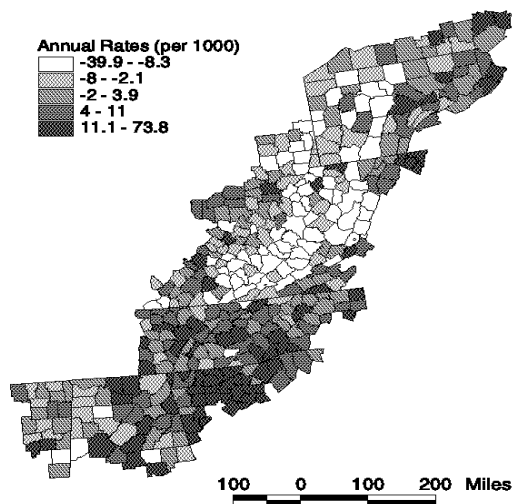 Annual Rates (per 1000)
-39.9 - -8.3
-8 - -2.1
-2 - 3.9
4 - 11
11.1 - 73.8
100 0 100 200 Miles